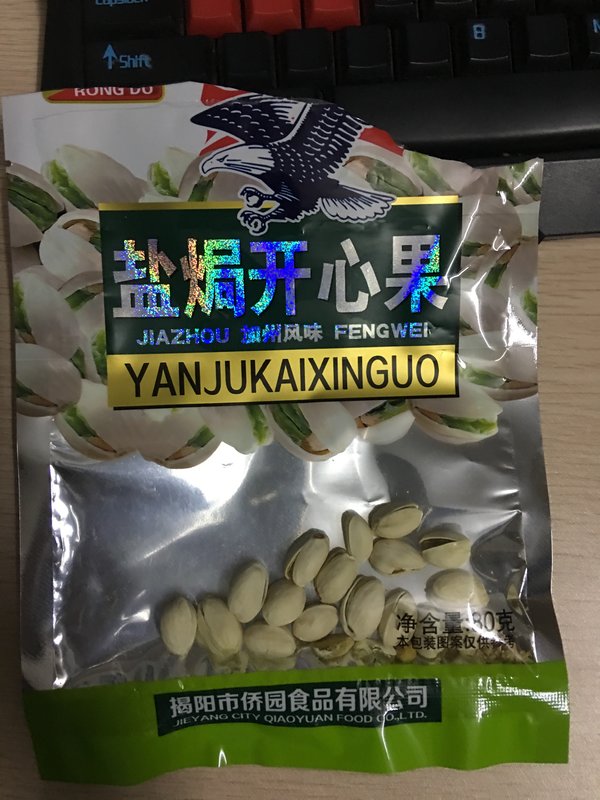 Shift
8
RONG DU
盐焗开心果
JIAZHOU 加州风味 FENGWEI
YANJUKAIXINGUO
净含量:80克
本包装图案仅供参考
揭阳市侨园食品有限公司
JIEYANG CITY QIAOYUAN FOOD CO.,LTD.